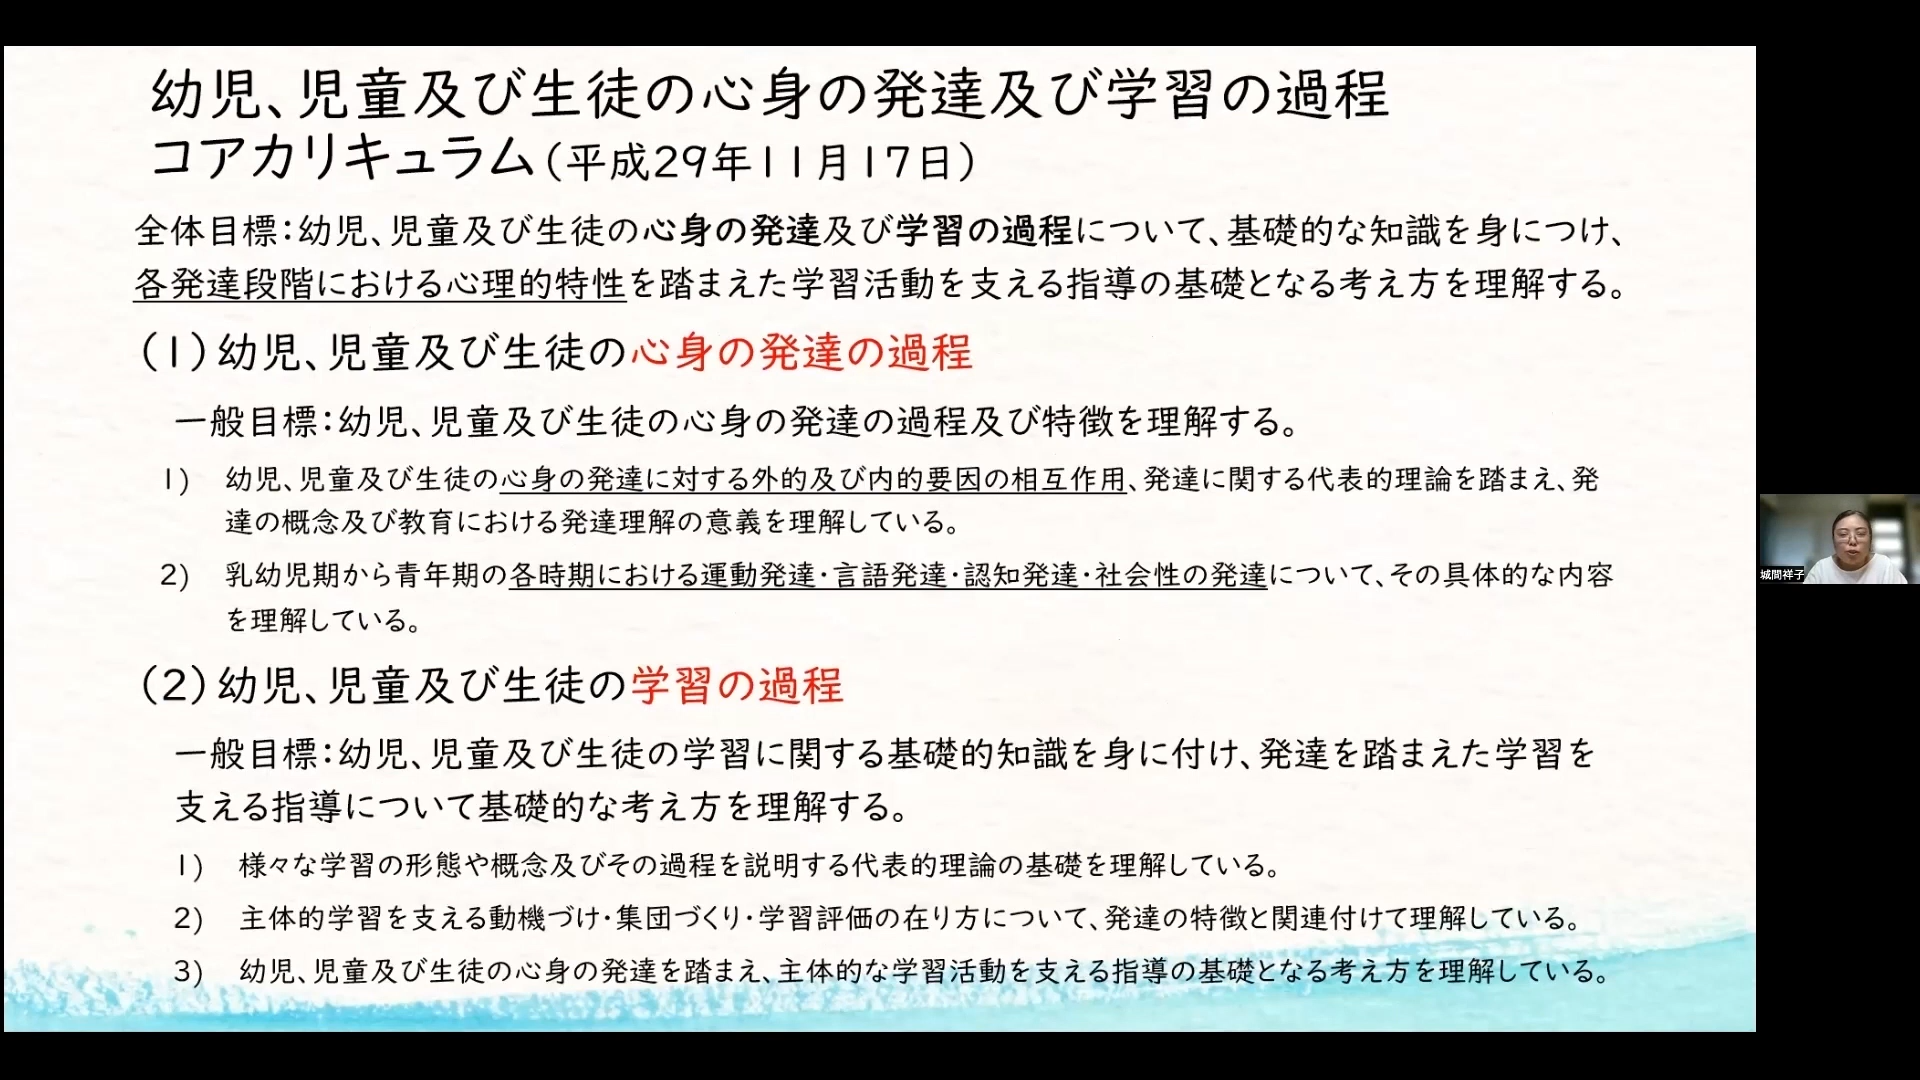 幼児、児童及び生徒の心身の発達及び学習の過程
コアカリキュラム（平成29年11月17日）
全体目標：幼児、児童及び生徒の心身の発達及び学習の過程について、基礎的な知識を身につけ、
各発達段階における心理的特性を踏まえた学習活動を支える指導の基礎となる考え方を理解する。
（1）幼児、児童及び生徒の心身の発達の過程
一般目標：幼児、児童及び生徒の心身の発達の過程及び特徴を理解する。
1)　幼児、児童及び生徒の心身の発達に対する外的及び内的要因の相互作用、発達に関する代表的理論を踏まえ、発
達の概念及び教育における発達理解の意義を理解している。
2)　乳幼児期から青年期の各時期における運動発達・言語発達・認知発達・社会性の発達について、その具体的な内容
を理解している。
（2）幼児、児童及び生徒の学習の過程
一般目標：幼児、児童及び生徒の学習に関する基礎的知識を身に付け、発達を踏まえた学習を
支える指導について基礎的な考え方を理解する。
1)　様々な学習の形態や概念及びその過程を説明する代表的理論の基礎を理解している。
2)　主体的学習を支える動機づけ・集団づくり・学習評価の在り方について、発達の特徴と関連付けて理解している。
3)　幼児、児童及び生徒の心身の発達を踏まえ、主体的な学習活動を支える指導の基礎となる考え方を理解している。
城間祥子